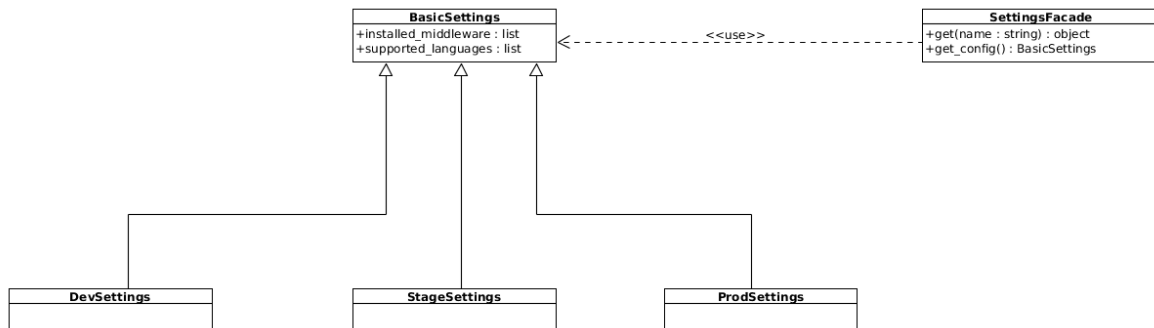 BasicSettings
+installed_middleware : list
+supported_languages : list
<<use>>
SettingsFacade
+get(name : string) : object
+get_config() : BasicSettings
DevSettings
StageSettings
ProdSettings